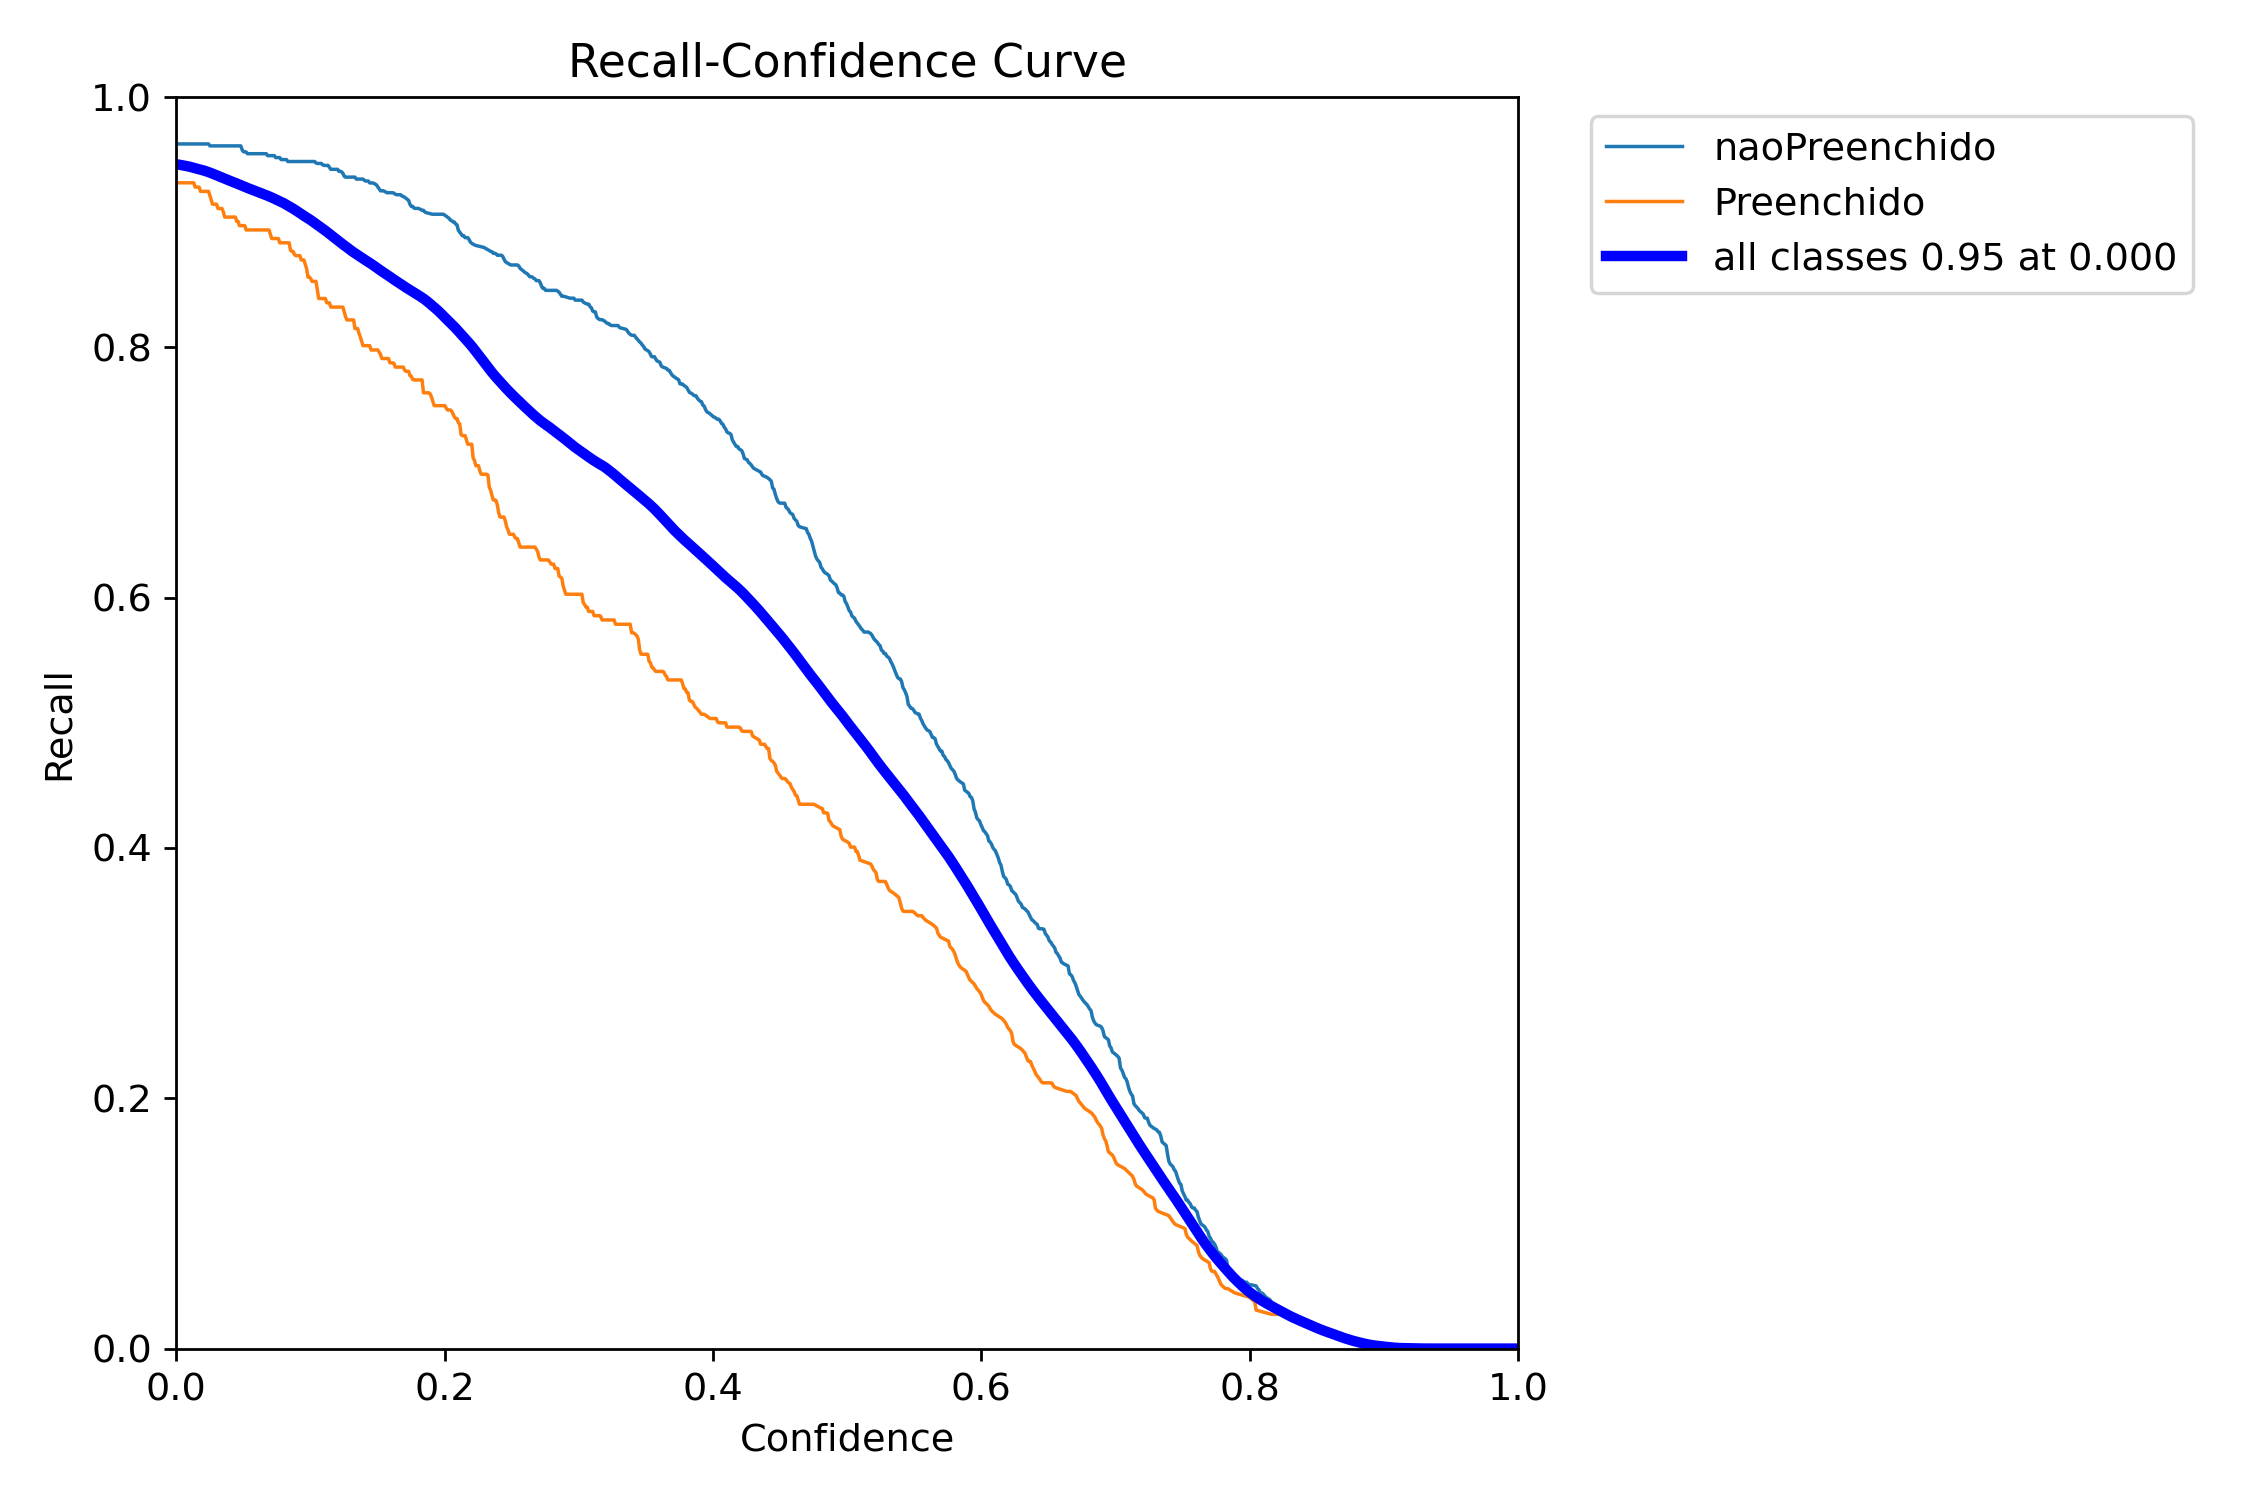 Recall-Confidence Curve
1.0
0.8
0.6
0.4
0.2
0.0
Recall
0.0 0.2 0.4 0.6 0.8 1.0
Confidence
naoPreenchido
Preenchido
all classes 0.95 at 0.000